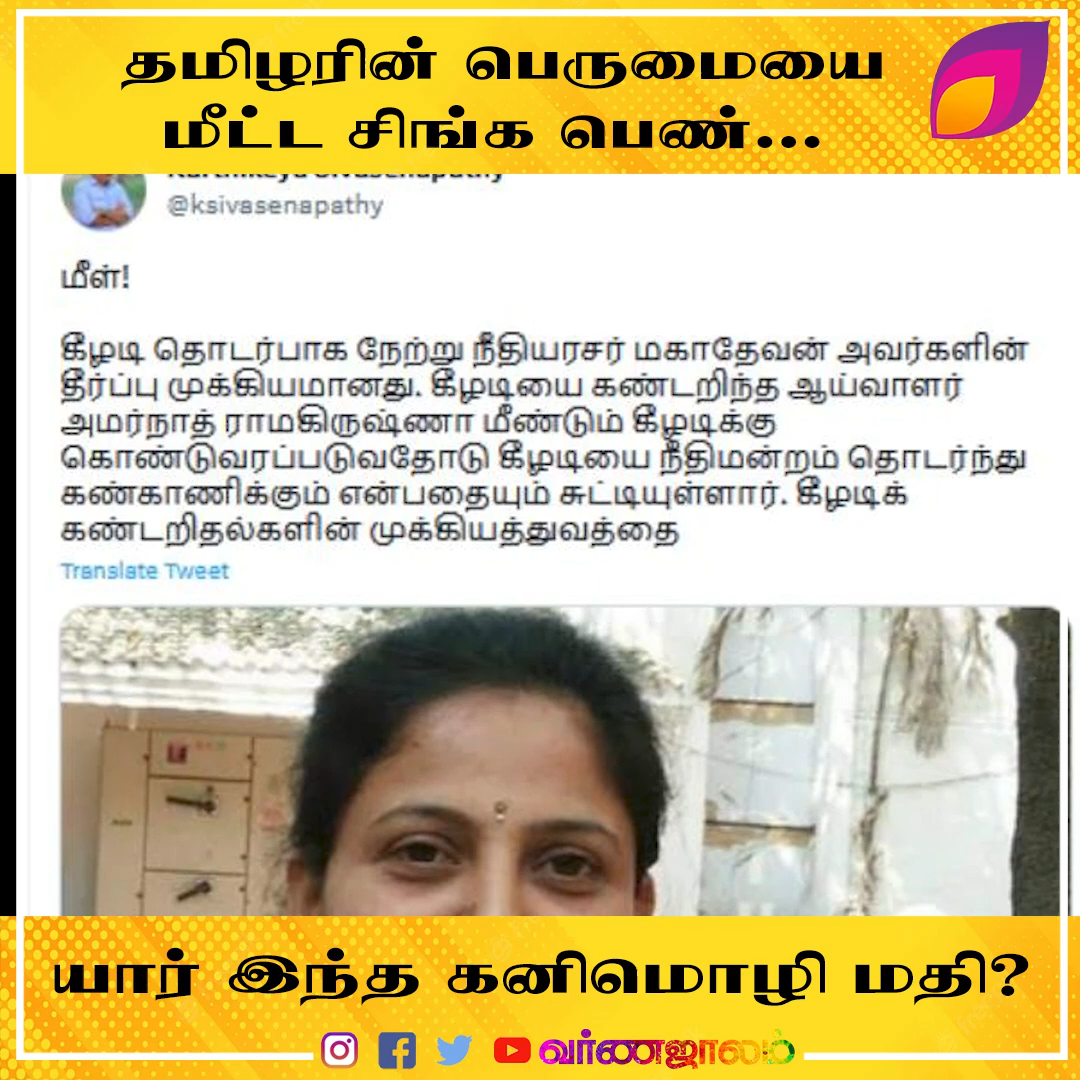 தமிழரின் பெருமையை
மீட்ட சிங்க பெண்...
@ksivasenapathy
மீள்!
கீழடி தொடர்பாக நேற்று நீதியரசர் மகாதேவன் அவர்களின்
தீர்ப்பு முக்கியமானது. கீழடியை கண்டறிந்த ஆய்வாளர்
அமர்நாத் ராமகிருஷ்ணா மீண்டும் கீழடிக்கு
கொண்டுவரப்படுவதோடு கீழடியை நீதிமன்றம் தொடர்ந்து
கண்காணிக்கும் என்பதையும் சுட்டியுள்ளார். கீழடிக்
கண்டறிதல்களின் முக்கியத்துவத்தை
Translate Tweet
யார் இந்த கனிமொழி மதி?
வர்ணஜாலம்